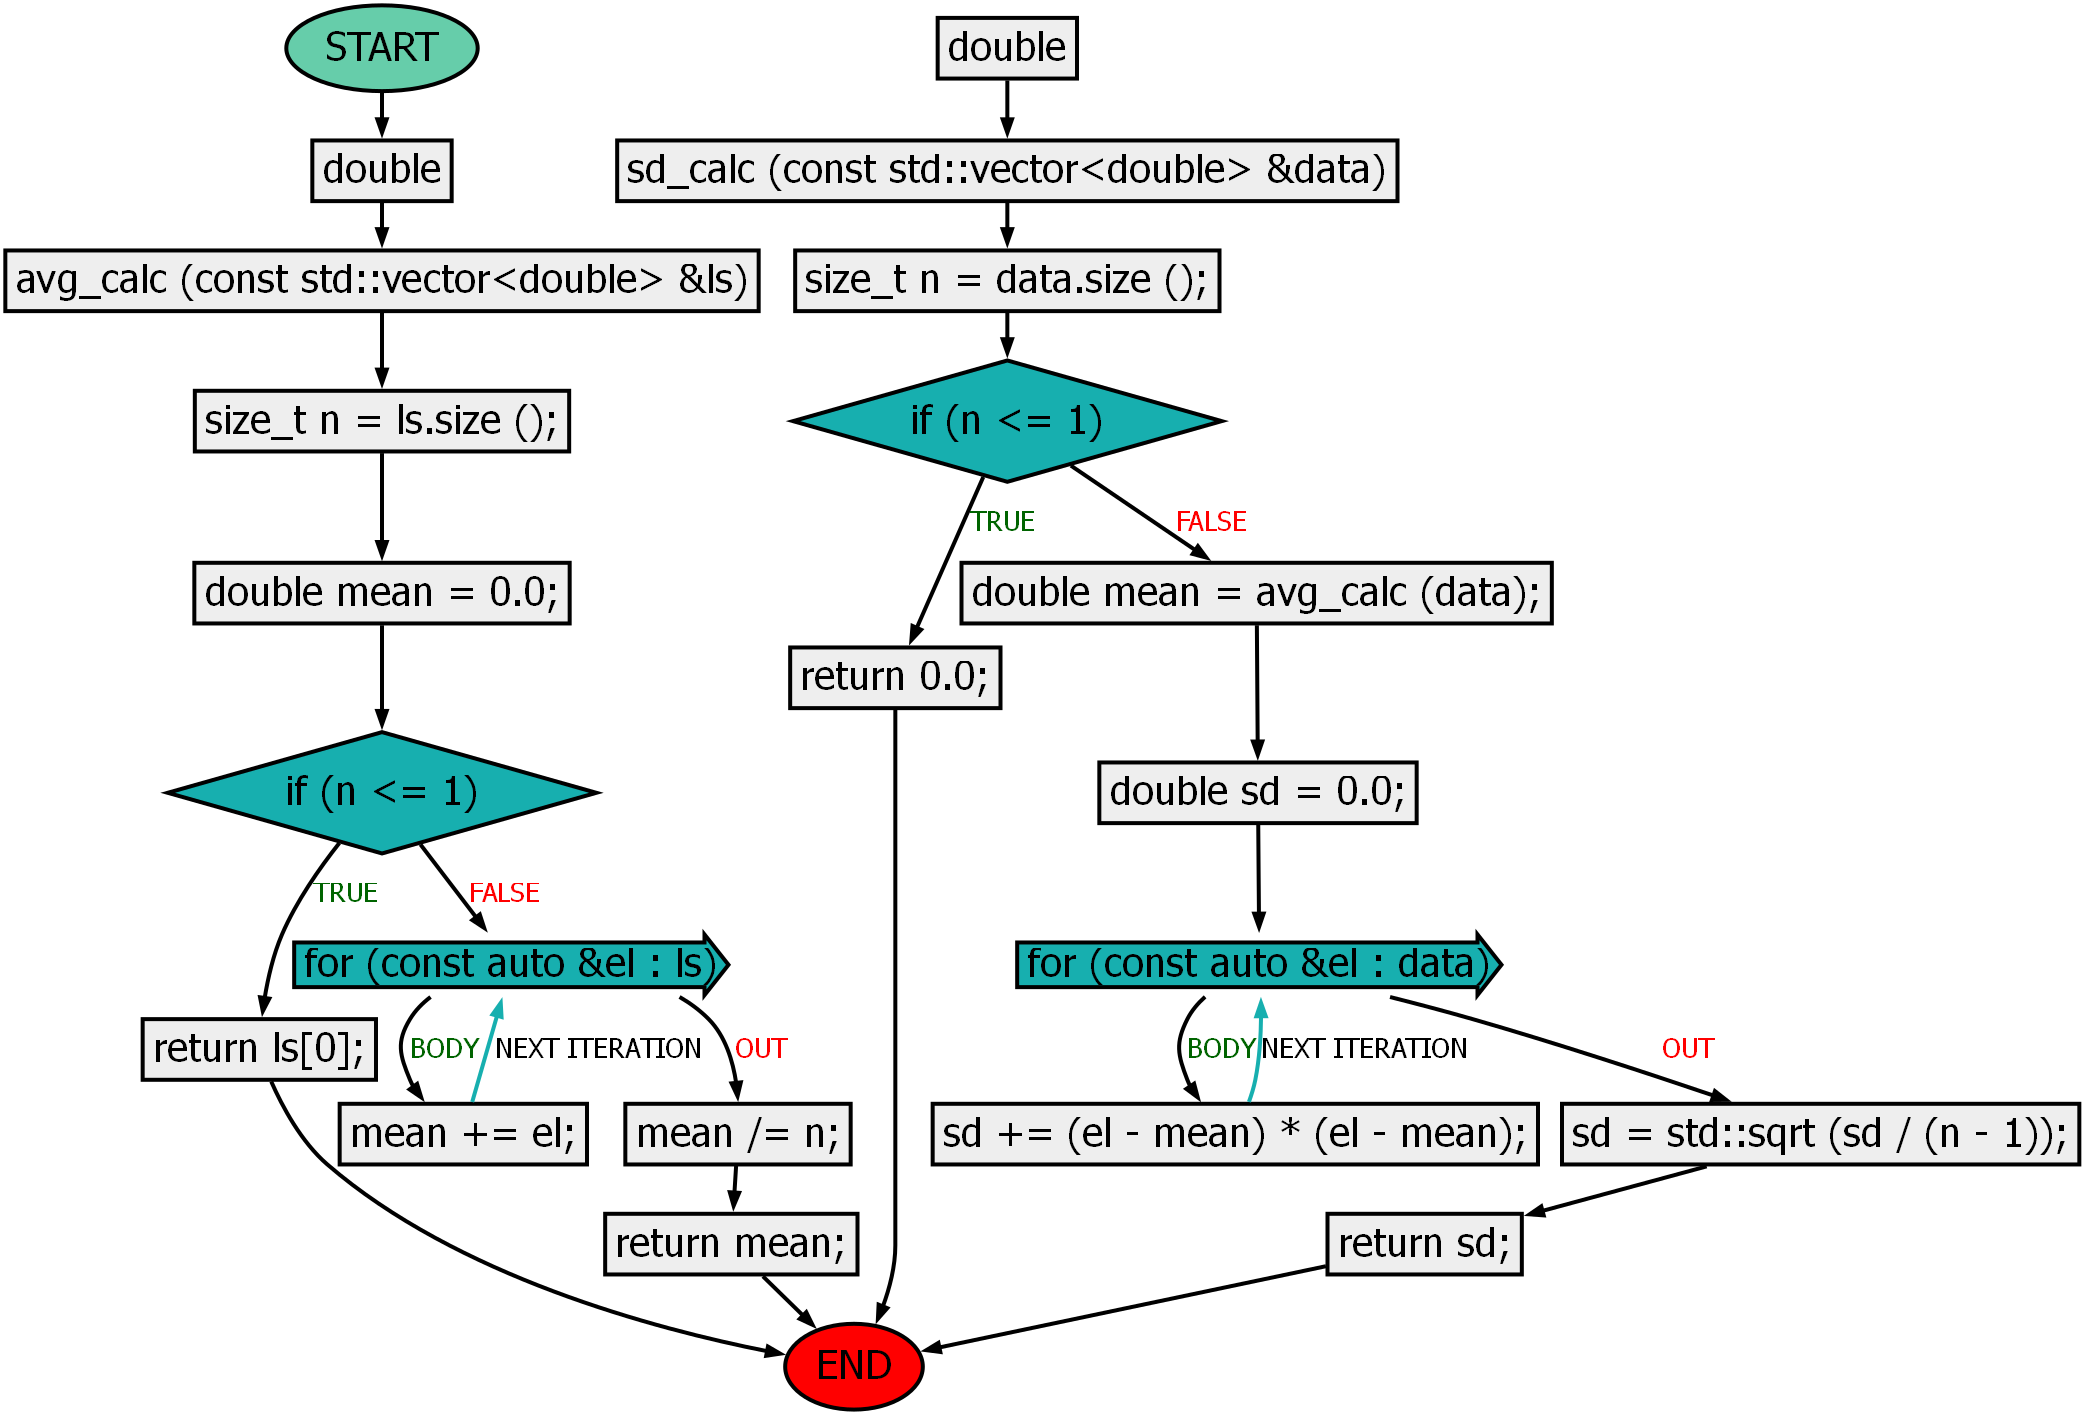 START
double
avg_calc (const std::vector<double> &ls)
size_t n = ls.size ();
double mean = 0.0;
if (n <= 1)
TRUE
FALSE
for (const auto &el : ls)
return ls[0];
BODY
NEXT ITERATION
OUT
mean += el;
mean /= n;
return mean;
double
sd_calc (const std::vector<double> &data)
size_t n = data.size ();
if (n <= 1)
TRUE
FALSE
double mean = avg_calc (data);
return 0.0;
double sd = 0.0;
for (const auto &el : data)
BODY
NEXT ITERATION
OUT
sd += (el - mean) * (el - mean);
sd = std::sqrt (sd / (n - 1));
return sd;
END